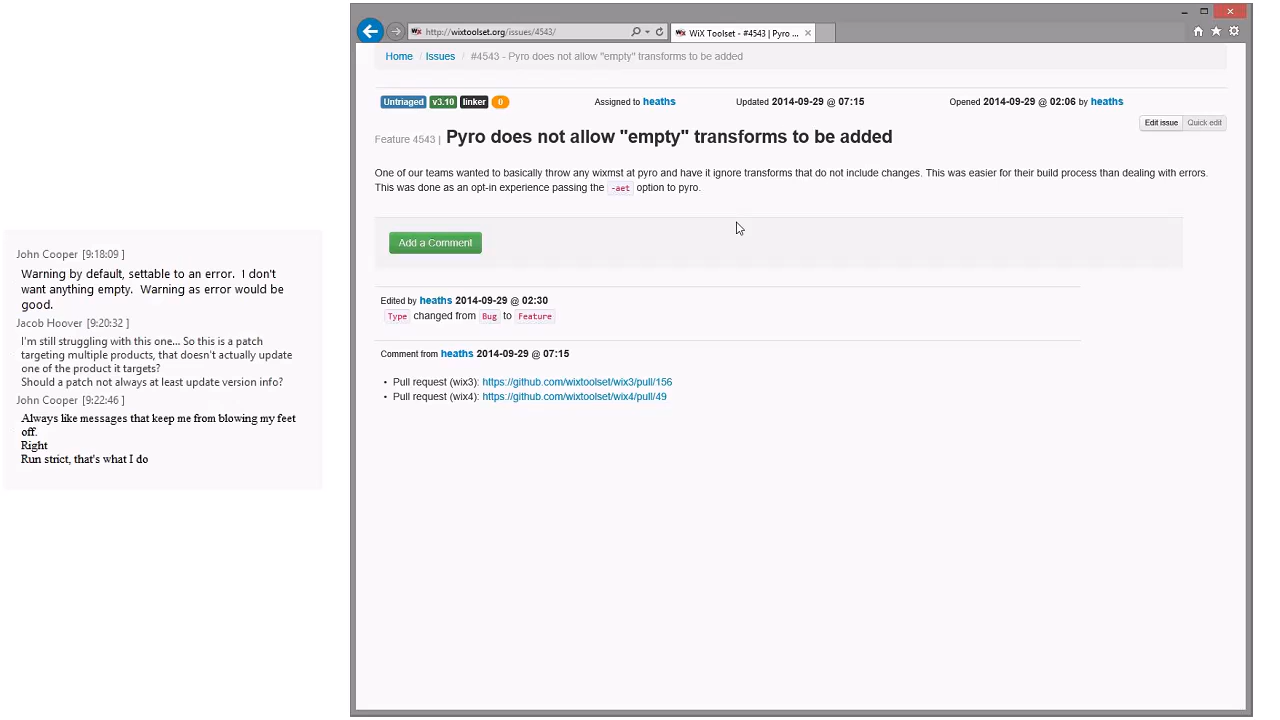 John Cooper [9:18:09 ]
Warning by default, settable to an error.  I don't
want anything empty.  Warning as error would be
good.
Jacob Hoover [9:20:32 ]
I'm still struggling with this one... So this is a patch
targeting multiple products, that doesn't actually update
one of the product it targets?
Should a patch not always at least update version info?
John Cooper [9:22:46 ]
Always like messages that keep me from blowing my feet
off.
Right
Run strict, that's what I do
http://wixtoolset.org/issues/4543/
WiX Toolset - #4543 | Pyro ...
Home / Issues / #4543 - Pyro does not allow "empty" transforms to be added
Untriaged v3.10 linker 0 Assigned to heaths Updated 2014-09-29 @ 07:15 Opened 2014-09-29 @ 02:06 by heaths
Edit issue Quick edit
Feature 4543 | Pyro does not allow "empty" transforms to be added
One of our teams wanted to basically throw any wixmst at pyro and have it ignore transforms that do not include changes. This was easier for their build process than dealing with errors.
This was done as an opt-in experience passing the -aet option to pyro.
Add a Comment
Edited by heaths 2014-09-29 @ 02:30
Type changed from Bug to Feature
Comment from heaths 2014-09-29 @ 07:15
• Pull request (wix3): https://github.com/wixtoolset/wix3/pull/156
• Pull request (wix4): https://github.com/wixtoolset/wix4/pull/49